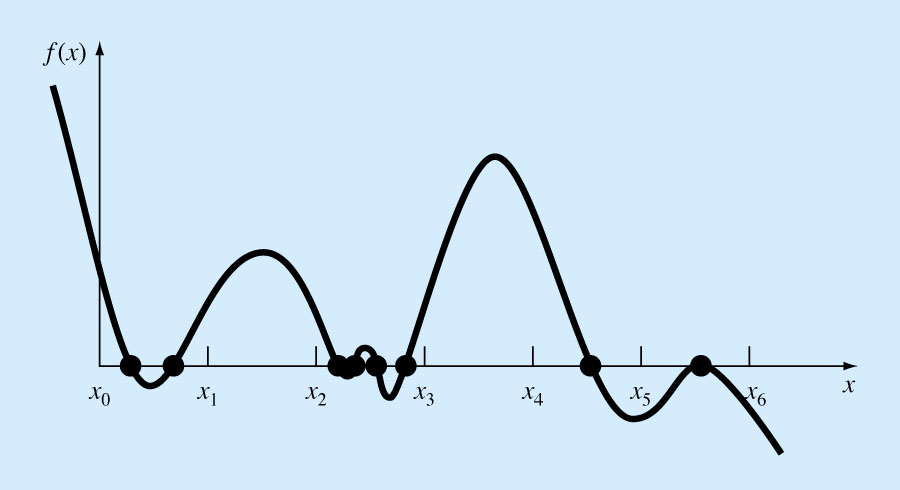 f(x)
x₀ x₁ x₂ x₃ x₄ x₅ x₆ x